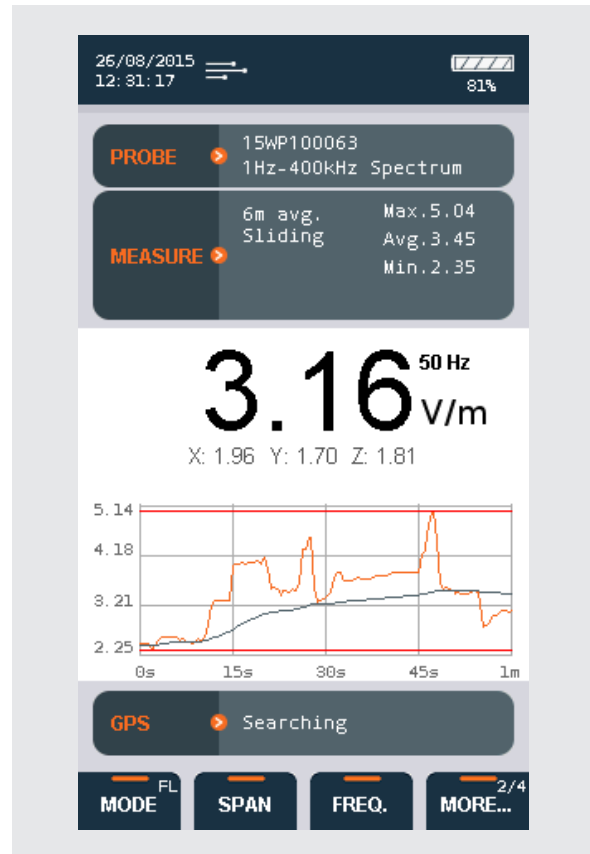 26/08/2015
12:31:17
81%
PROBE
15WP100063
1Hz-400kHz Spectrum
MEASURE
6m avg.
Sliding
Max.5.04
Avg.3.45
Min.2.35
3.16 50 Hz V/m
X: 1.96 Y: 1.70 Z: 1.81
5.14
4.18
3.21
2.25
0s 15s 30s 45s 1m
GPS
Searching
MODE FL
SPAN
FREQ.
MORE... 2/4